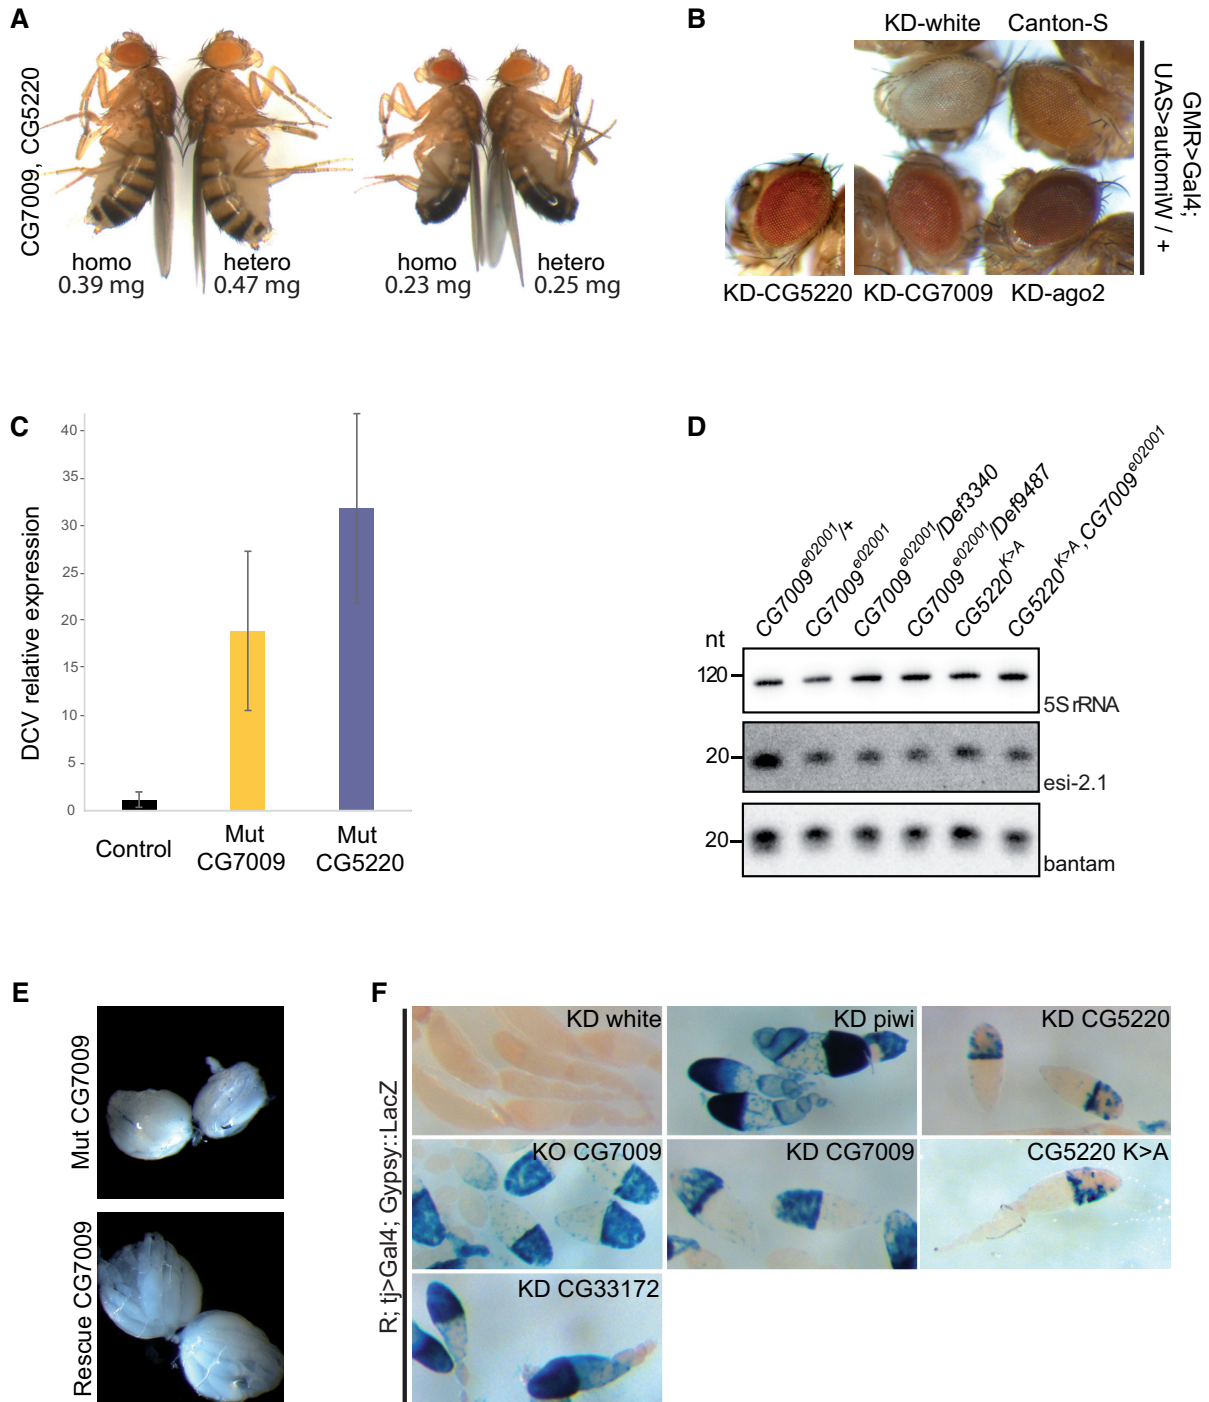 A
CG7009, CG5220
homo
0.39 mg
hetero
0.47 mg
homo
0.23 mg
hetero
0.25 mg
B
KD-white
Canton-S
KD-CG5220
KD-CG7009
KD-ago2
GMR>Gal4;
UAS>automiW / +
C
DCV relative expression
40
35
30
25
20
15
10
5
0
Control
Mut
CG7009
Mut
CG5220
D
CG7009e02001/+
CG7009e02001
CG7009e02001/Def3340
CG7009e02001/Def9487
CG5220K>A
CG5220K>A, CG7009e02001
nt
120
5S rRNA
20
esi-2.1
20
bantam
E
Mut CG7009
Rescue CG7009
F
R; tj>Gal4; Gypsy::LacZ
KD white
KD piwi
KD CG5220
KO CG7009
KD CG7009
CG5220 K>A
KD CG33172